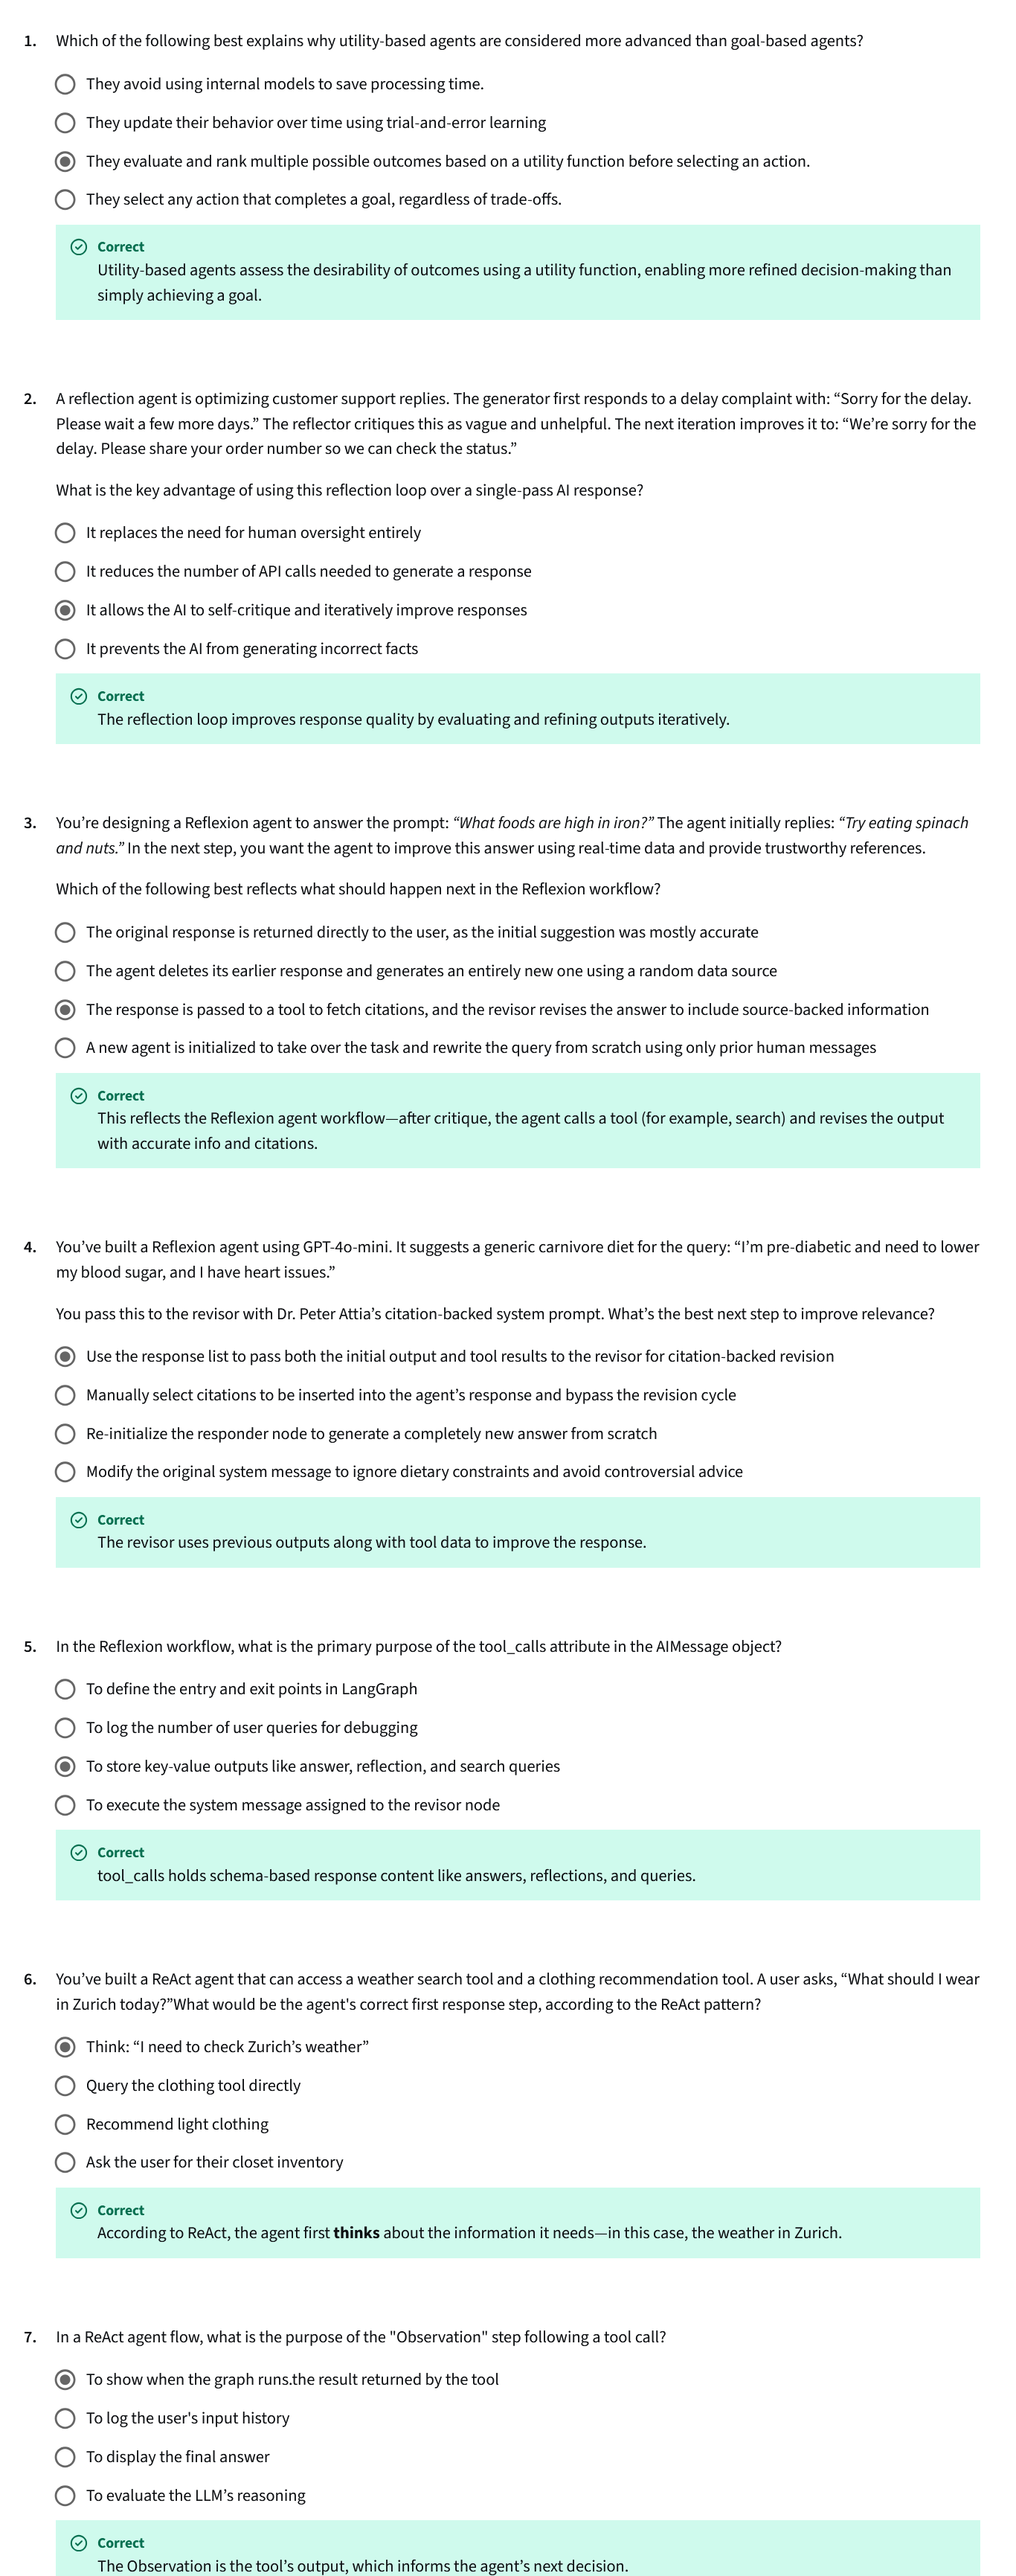 1. Which of the following best explains why utility-based agents are considered more advanced than goal-based agents?
They avoid using internal models to save processing time.
They update their behavior over time using trial-and-error learning
They evaluate and rank multiple possible outcomes based on a utility function before selecting an action.
They select any action that completes a goal, regardless of trade-offs.
Correct
Utility-based agents assess the desirability of outcomes using a utility function, enabling more refined decision-making than
simply achieving a goal.
2. A reflection agent is optimizing customer support replies. The generator first responds to a delay complaint with: “Sorry for the delay.
Please wait a few more days.” The reflector critiques this as vague and unhelpful. The next iteration improves it to: “We’re sorry for the
delay. Please share your order number so we can check the status.”
What is the key advantage of using this reflection loop over a single-pass AI response?
It replaces the need for human oversight entirely
It reduces the number of API calls needed to generate a response
It allows the AI to self-critique and iteratively improve responses
It prevents the AI from generating incorrect facts
Correct
The reflection loop improves response quality by evaluating and refining outputs iteratively.
3. You’re designing a Reflexion agent to answer the prompt: “What foods are high in iron?” The agent initially replies: “Try eating spinach
and nuts.” In the next step, you want the agent to improve this answer using real-time data and provide trustworthy references.
Which of the following best reflects what should happen next in the Reflexion workflow?
The original response is returned directly to the user, as the initial suggestion was mostly accurate
The agent deletes its earlier response and generates an entirely new one using a random data source
The response is passed to a tool to fetch citations, and the revisor revises the answer to include source-backed information
A new agent is initialized to take over the task and rewrite the query from scratch using only prior human messages
Correct
This reflects the Reflexion agent workflow—after critique, the agent calls a tool (for example, search) and revises the output
with accurate info and citations.
4. You’ve built a Reflexion agent using GPT-4o-mini. It suggests a generic carnivore diet for the query: “I’m pre-diabetic and need to lower
my blood sugar, and I have heart issues.”
You pass this to the revisor with Dr. Peter Attia’s citation-backed system prompt. What’s the best next step to improve relevance?
Use the response list to pass both the initial output and tool results to the revisor for citation-backed revision
Manually select citations to be inserted into the agent’s response and bypass the revision cycle
Re-initialize the responder node to generate a completely new answer from scratch
Modify the original system message to ignore dietary constraints and avoid controversial advice
Correct
The revisor uses previous outputs along with tool data to improve the response.
5. In the Reflexion workflow, what is the primary purpose of the tool_calls attribute in the AIMessage object?
To define the entry and exit points in LangGraph
To log the number of user queries for debugging
To store key-value outputs like answer, reflection, and search queries
To execute the system message assigned to the revisor node
Correct
tool_calls holds schema-based response content like answers, reflections, and queries.
6. You’ve built a ReAct agent that can access a weather search tool and a clothing recommendation tool. A user asks, “What should I wear
in Zurich today?”What would be the agent's correct first response step, according to the ReAct pattern?
Think: “I need to check Zurich’s weather”
Query the clothing tool directly
Recommend light clothing
Ask the user for their closet inventory
Correct
According to ReAct, the agent first thinks about the information it needs—in this case, the weather in Zurich.
7. In a ReAct agent flow, what is the purpose of the "Observation" step following a tool call?
To show when the graph runs.the result returned by the tool
To log the user's input history
To display the final answer
To evaluate the LLM’s reasoning
Correct
The Observation is the tool’s output, which informs the agent’s next decision.